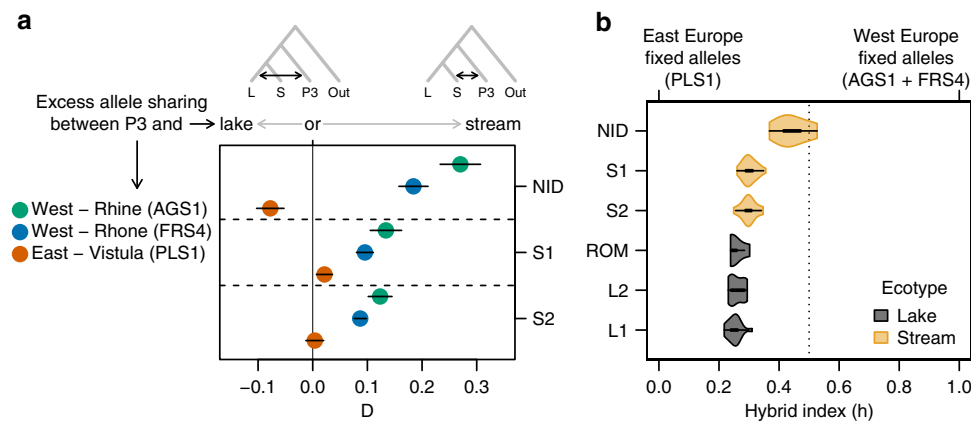 a
L S P3 Out
L S P3 Out
Excess allele sharing
between P3 and
lake or stream
West – Rhine (AGS1)
West – Rhone (FRS4)
East – Vistula (PLS1)
NID
S1
S2
−0.1 0.0 0.1 0.2 0.3
D
b
East Europe
fixed alleles
(PLS1)
West Europe
fixed alleles
(AGS1 + FRS4)
NID
S1
S2
ROM
L2
L1
Ecotype
Lake
Stream
0.0 0.2 0.4 0.6 0.8 1.0
Hybrid index (h)